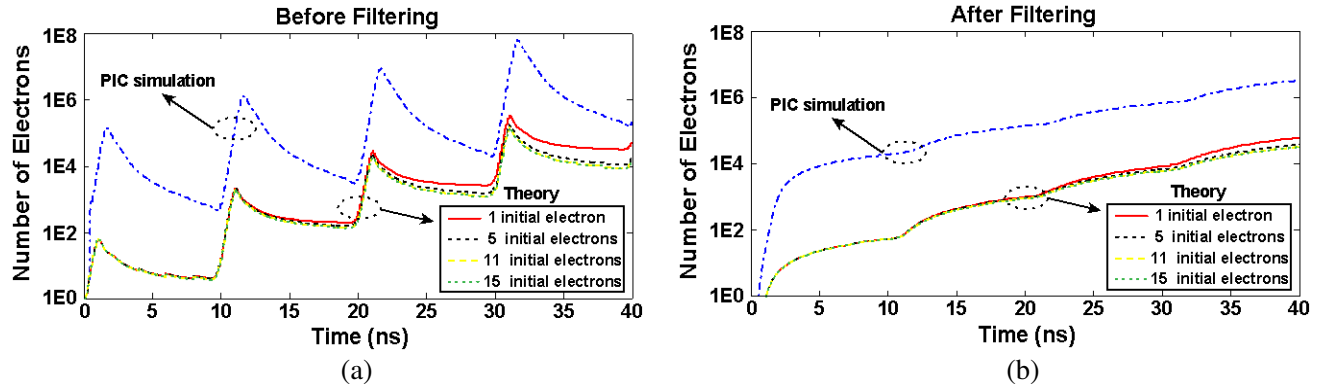 Before Filtering
Number of Electrons
1E8
1E6
1E4
1E2
1E0
PIC simulation
Theory
1 initial electron
5 initial electrons
11 initial electrons
15 initial electrons
0 5 10 15 20 25 30 35 40
Time (ns)
(a)
After Filtering
Number of Electrons
1E8
1E6
1E4
1E2
1E0
PIC simulation
Theory
1 initial electron
5 initial electrons
11 initial electrons
15 initial electrons
0 5 10 15 20 25 30 35 40
Time (ns)
(b)